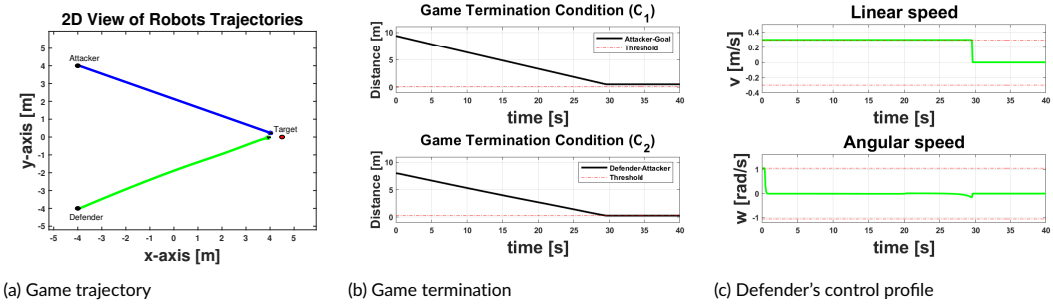 2D View of Robots Trajectories
y-axis [m]
5
4
3
2
1
0
-1
-2
-3
-4
-5
Attacker
Target
Defender
-5 -4 -3 -2 -1 0 1 2 3 4 5
x-axis [m]
(a) Game trajectory
Game Termination Condition (C1)
Distance [m]
10
5
0
Attacker-Goal
Threshold
0 5 10 15 20 25 30 35 40
time [s]
Game Termination Condition (C2)
Distance [m]
10
5
0
Defender-Attacker
Threshold
0 5 10 15 20 25 30 35 40
time [s]
(b) Game termination
Linear speed
v [m/s]
0.4
0.2
0
-0.2
-0.4
0 5 10 15 20 25 30 35 40
time [s]
Angular speed
w [rad/s]
1
0
-1
0 5 10 15 20 25 30 35 40
time [s]
(c) Defender's control profile